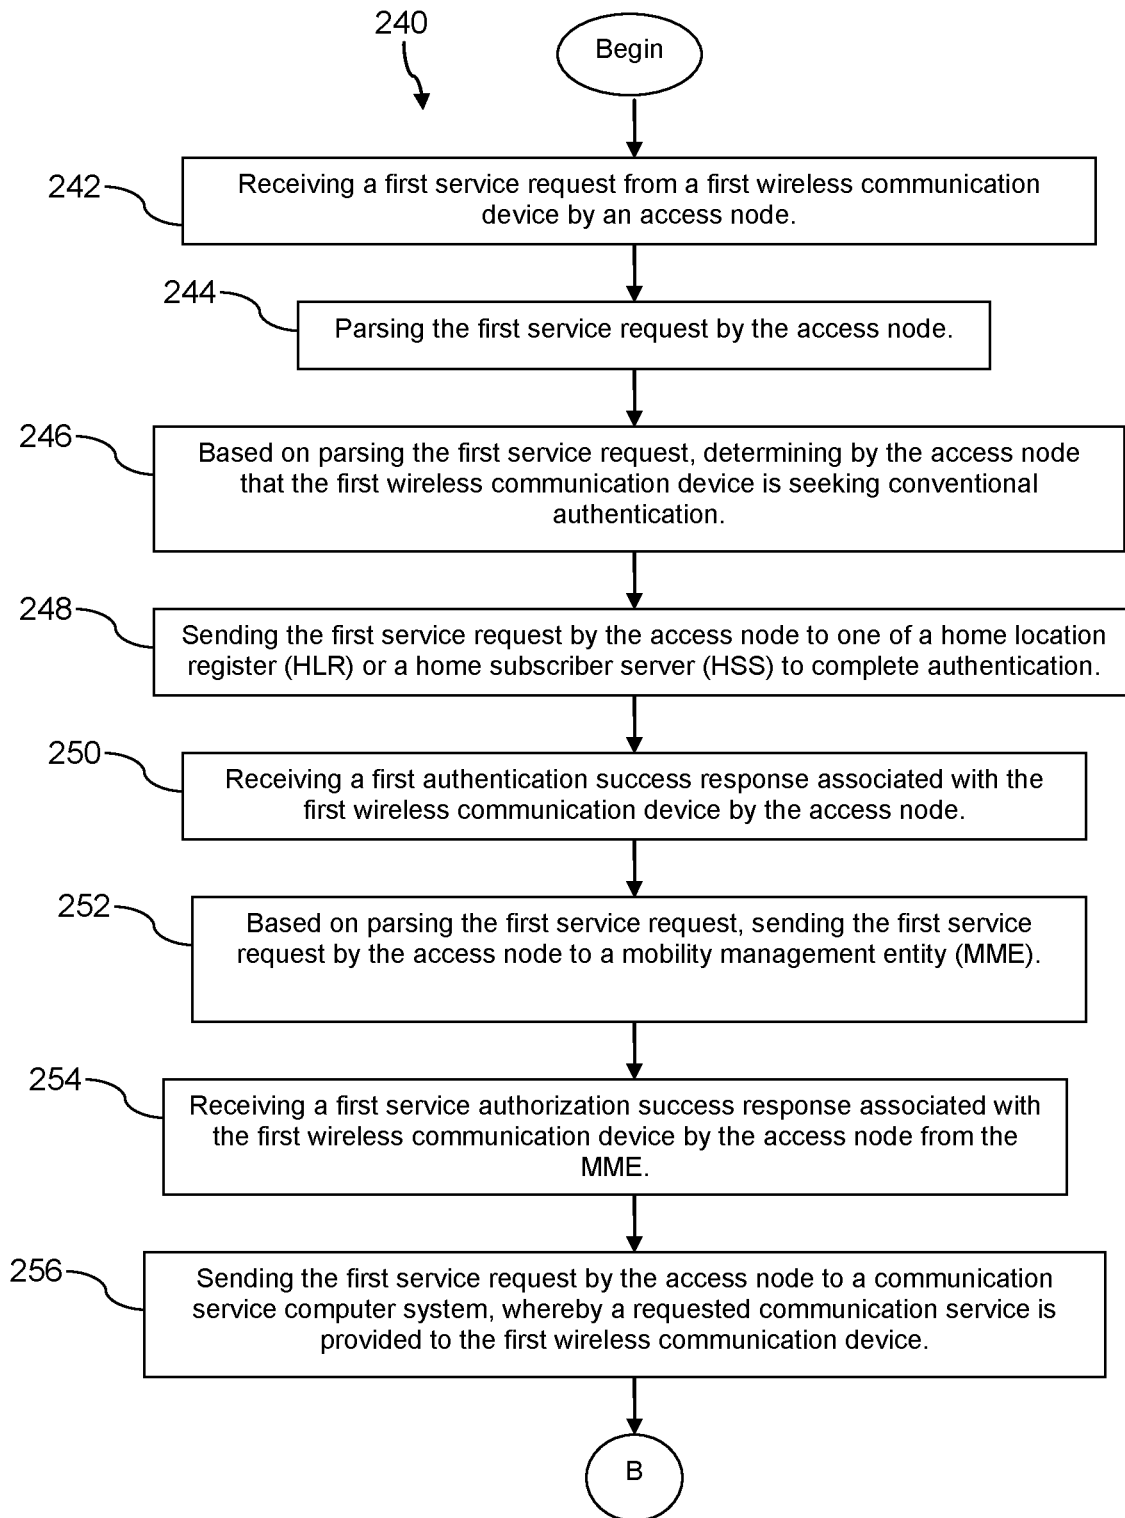 240
Begin
242
Receiving a first service request from a first wireless communication
device by an access node.
244
Parsing the first service request by the access node.
246
Based on parsing the first service request, determining by the access node
that the first wireless communication device is seeking conventional
authentication.
248
Sending the first service request by the access node to one of a home location
register (HLR) or a home subscriber server (HSS) to complete authentication.
250
Receiving a first authentication success response associated with the
first wireless communication device by the access node.
252
Based on parsing the first service request, sending the first service
request by the access node to a mobility management entity (MME).
254
Receiving a first service authorization success response associated with
the first wireless communication device by the access node from the
MME.
256
Sending the first service request by the access node to a communication
service computer system, whereby a requested communication service is
provided to the first wireless communication device.
B